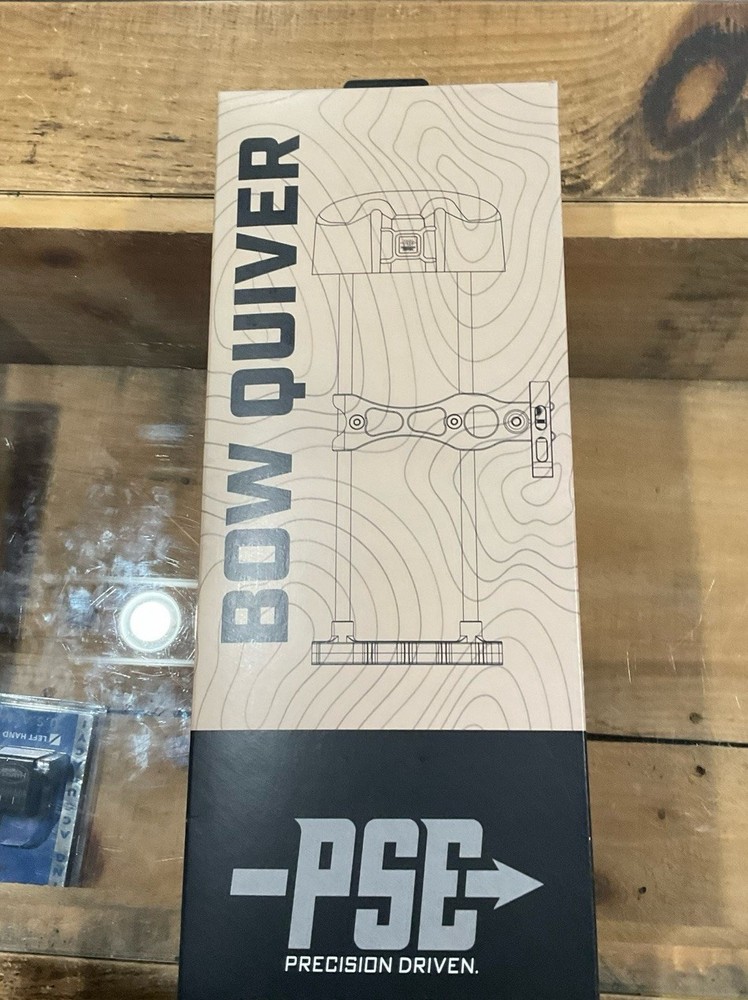 BOW QUIVER
PSE
PRECISION DRIVEN.
LEFT HAND